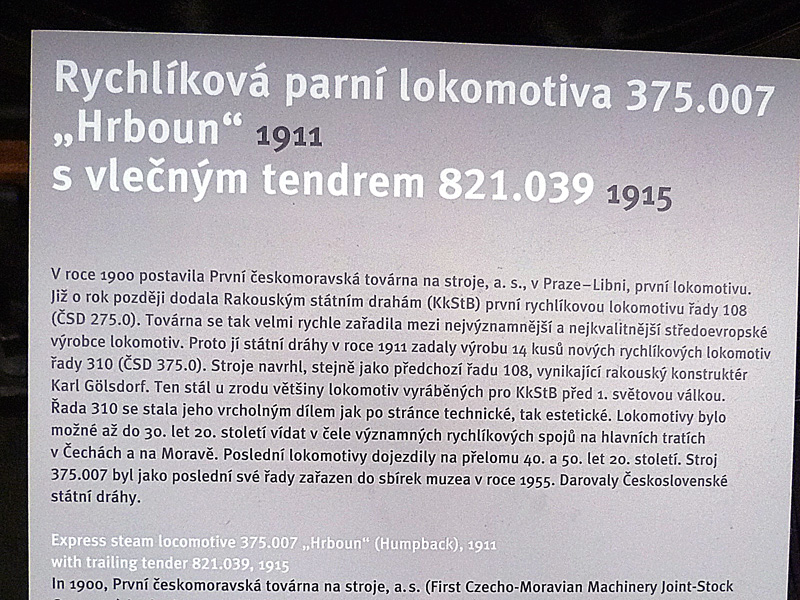 Rychlíková parní lokomotiva 375.007
„Hrboun“ 1911
s vlečným tendrem 821.039 1915
V roce 1900 postavila První českomoravská továrna na stroje, a. s., v Praze–Libni, první lokomotivu.
Již o rok později dodala Rakouským státním drahám (KkStB) první rychlíkovou lokomotivu řady 108
(ČSD 275.0). Továrna se tak velmi rychle zařadila mezi nejvýznamnější a nejkvalitnější středoevropské
výrobce lokomotiv. Proto jí státní dráhy v roce 1911 zadaly výrobu 14 kusů nových rychlíkových lokomotiv
řady 310 (ČSD 375.0). Stroje navrhl, stejně jako předchozí řadu 108, vynikající rakouský konstruktér
Karl Gölsdorf. Ten stál u zrodu většiny lokomotiv vyráběných pro KkStB před 1. světovou válkou.
Řada 310 se stala jeho vrcholným dílem jak po stránce technické, tak estetické. Lokomotivy bylo
možné až do 30. let 20. století vídat v čele významných rychlíkových spojů na hlavních tratích
v Čechách a na Moravě. Poslední lokomotivy dojezdily na přelomu 40. a 50. let 20. století. Stroj
375.007 byl jako poslední své řady zařazen do sbírek muzea v roce 1955. Darovaly Československé
státní dráhy.
Express steam locomotive 375.007 „Hrboun“ (Humpback), 1911
with trailing tender 821.039, 1915
In 1900, První českomoravská továrna na stroje, a.s. (First Czecho-Moravian Machinery Joint-Stock